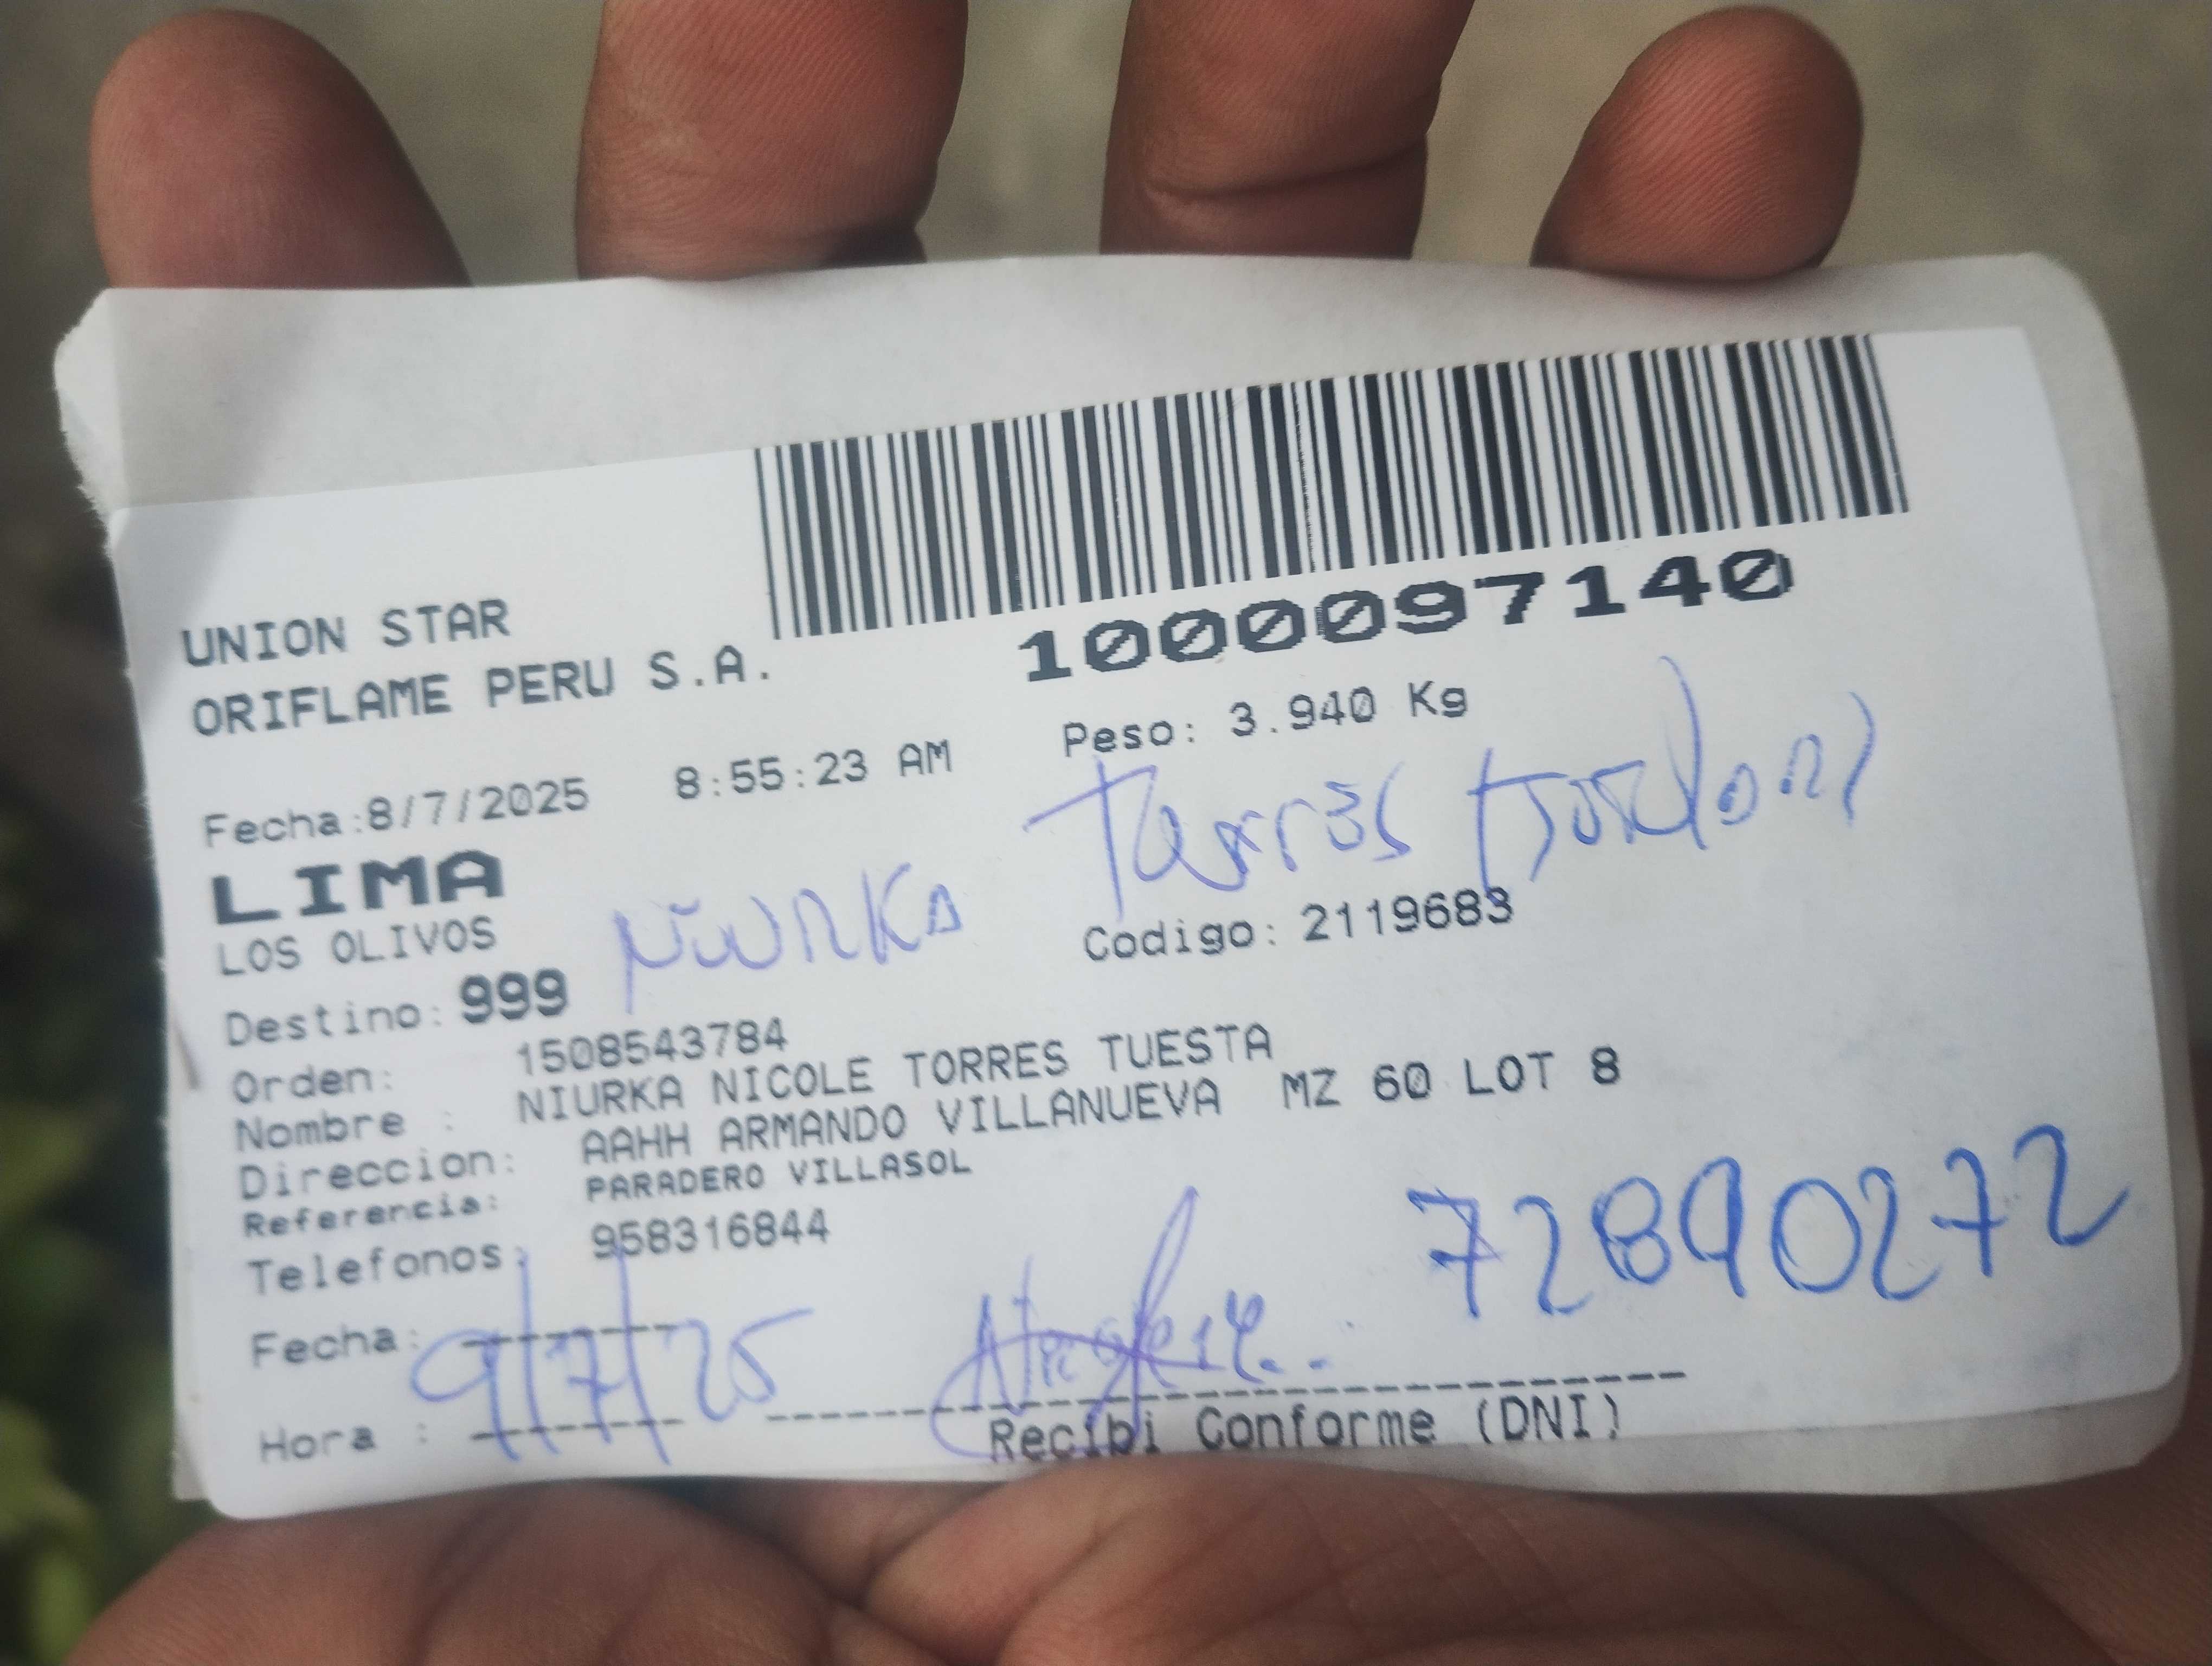 UNION STAR
ORIFLAME PERU S.A.
1000097140
Fecha:8/7/2025 8:55:23 AM Peso: 3.940 Kg
LIMA
LOS OLIVOS
Niurka Torres
Destino: 999 Codigo: 2119683
Orden: 1508543784
Nombre : NIURKA NICOLE TORRES TUESTA
Direccion: AAHH ARMANDO VILLANUEVA MZ 60 LOT 8
Referencia: PARADERO VILLASOL
Telefonos: 958316844
72890272
Fecha: 9/7/25
Hora :
Recibi Conforme (DNI)